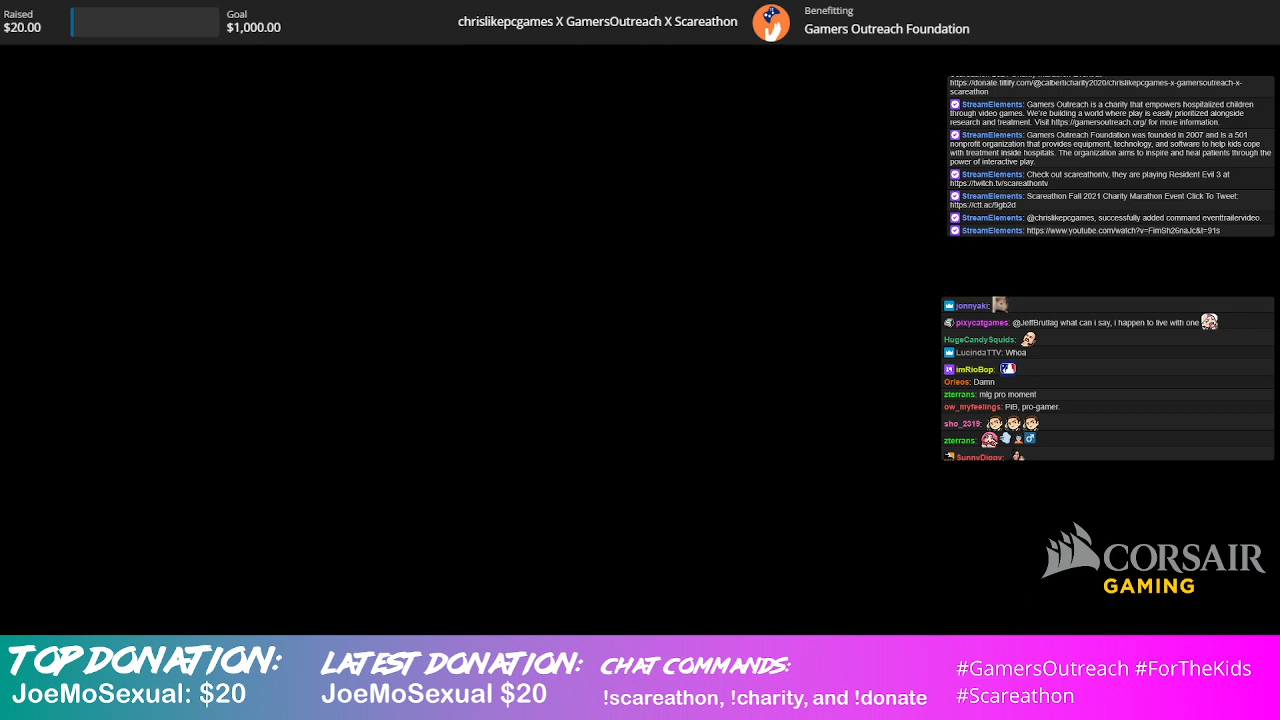 Raised
$20.00
Goal
$1,000.00
chrislikepcgames X GamersOutreach X Scareathon
Benefitting
Gamers Outreach Foundation
https://donate.tiltify.com/@calberticharity2020/chrislikepcgames-x-gamersoutreach-x-
scareathon
StreamElements: Gamers Outreach is a charity that empowers hospitalized children
through video games. We're building a world where play is easily prioritized alongside
research and treatment. Visit https://gamersoutreach.org/ for more information.
StreamElements: Gamers Outreach Foundation was founded in 2007 and is a 501
nonprofit organization that provides equipment, technology, and software to help kids cope
with treatment inside hospitals. The organization aims to inspire and heal patients through the
power of interactive play.
StreamElements: Check out scareathontv, they are playing Resident Evil 3 at
https://twitch.tv/scareathontv
StreamElements: Scareathon Fall 2021 Charity Marathon Event Click To Tweet:
https://ctt.ac/9gb2d
StreamElements: @chrislikepcgames, successfully added command eventtrailervideo.
StreamElements: https://www.youtube.com/watch?v=FimSh26naJc&t=91s
jonnyaki:
pixycatgames: @JeffBrutlag what can i say, i happen to live with one
HugeCandySquids:
LucindaTTV: Whoa
imRioBop:
Orleos: Damn
zterrans: mlg pro moment
ow_myfeelings: PIB, pro-gamer.
sho_2319:
zterrans:
SunnyDiggy:
CORSAIR
GAMING
TOP DONATION:
JoeMoSexual: $20
LATEST DONATION:
JoeMoSexual $20
CHAT COMMANDS:
!scareathon, !charity, and !donate
#GamersOutreach #ForTheKids
#Scareathon